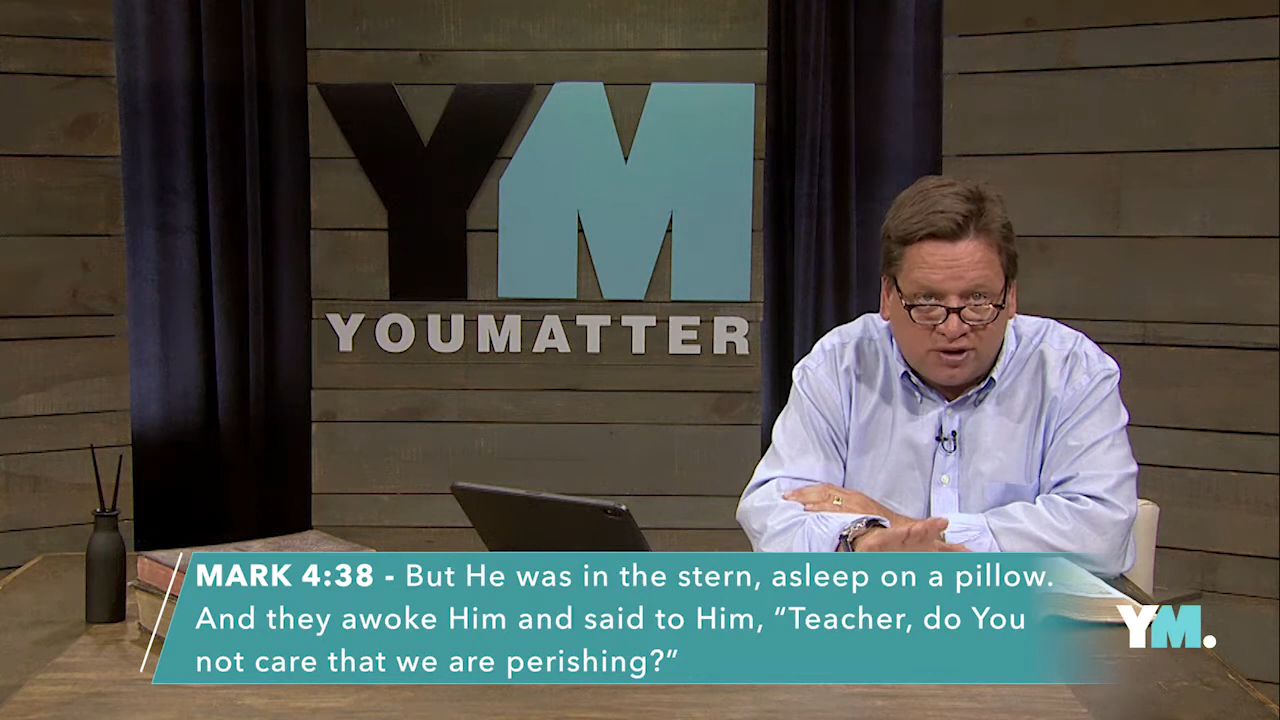 YM
YOUMATTER
MARK 4:38 - But He was in the stern, asleep on a pillow.
And they awoke Him and said to Him, “Teacher, do You
not care that we are perishing?”
YM.